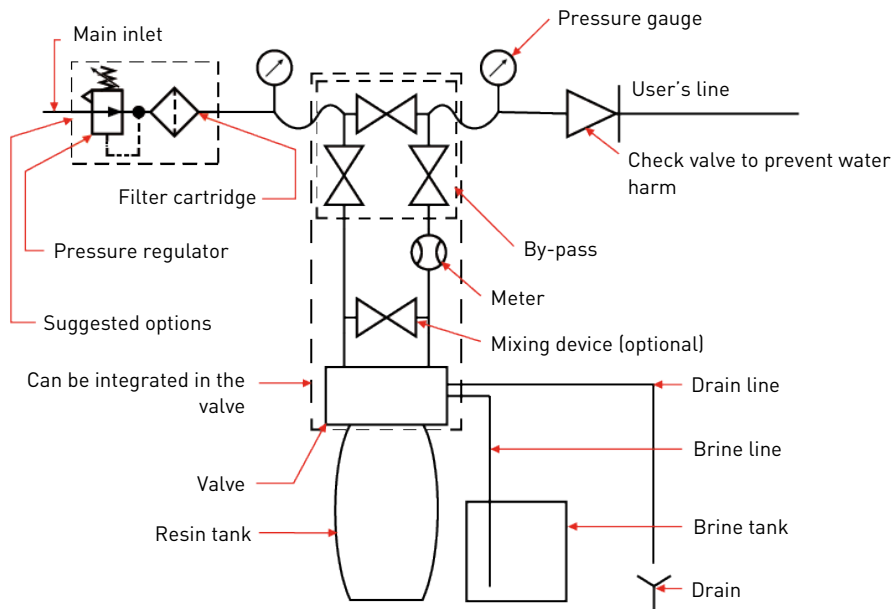 Main inlet
Pressure gauge
User's line
Check valve to prevent water
harm
Filter cartridge
Pressure regulator
By-pass
Meter
Suggested options
Mixing device (optional)
Can be integrated in the
valve
Drain line
Brine line
Valve
Resin tank
Brine tank
Drain